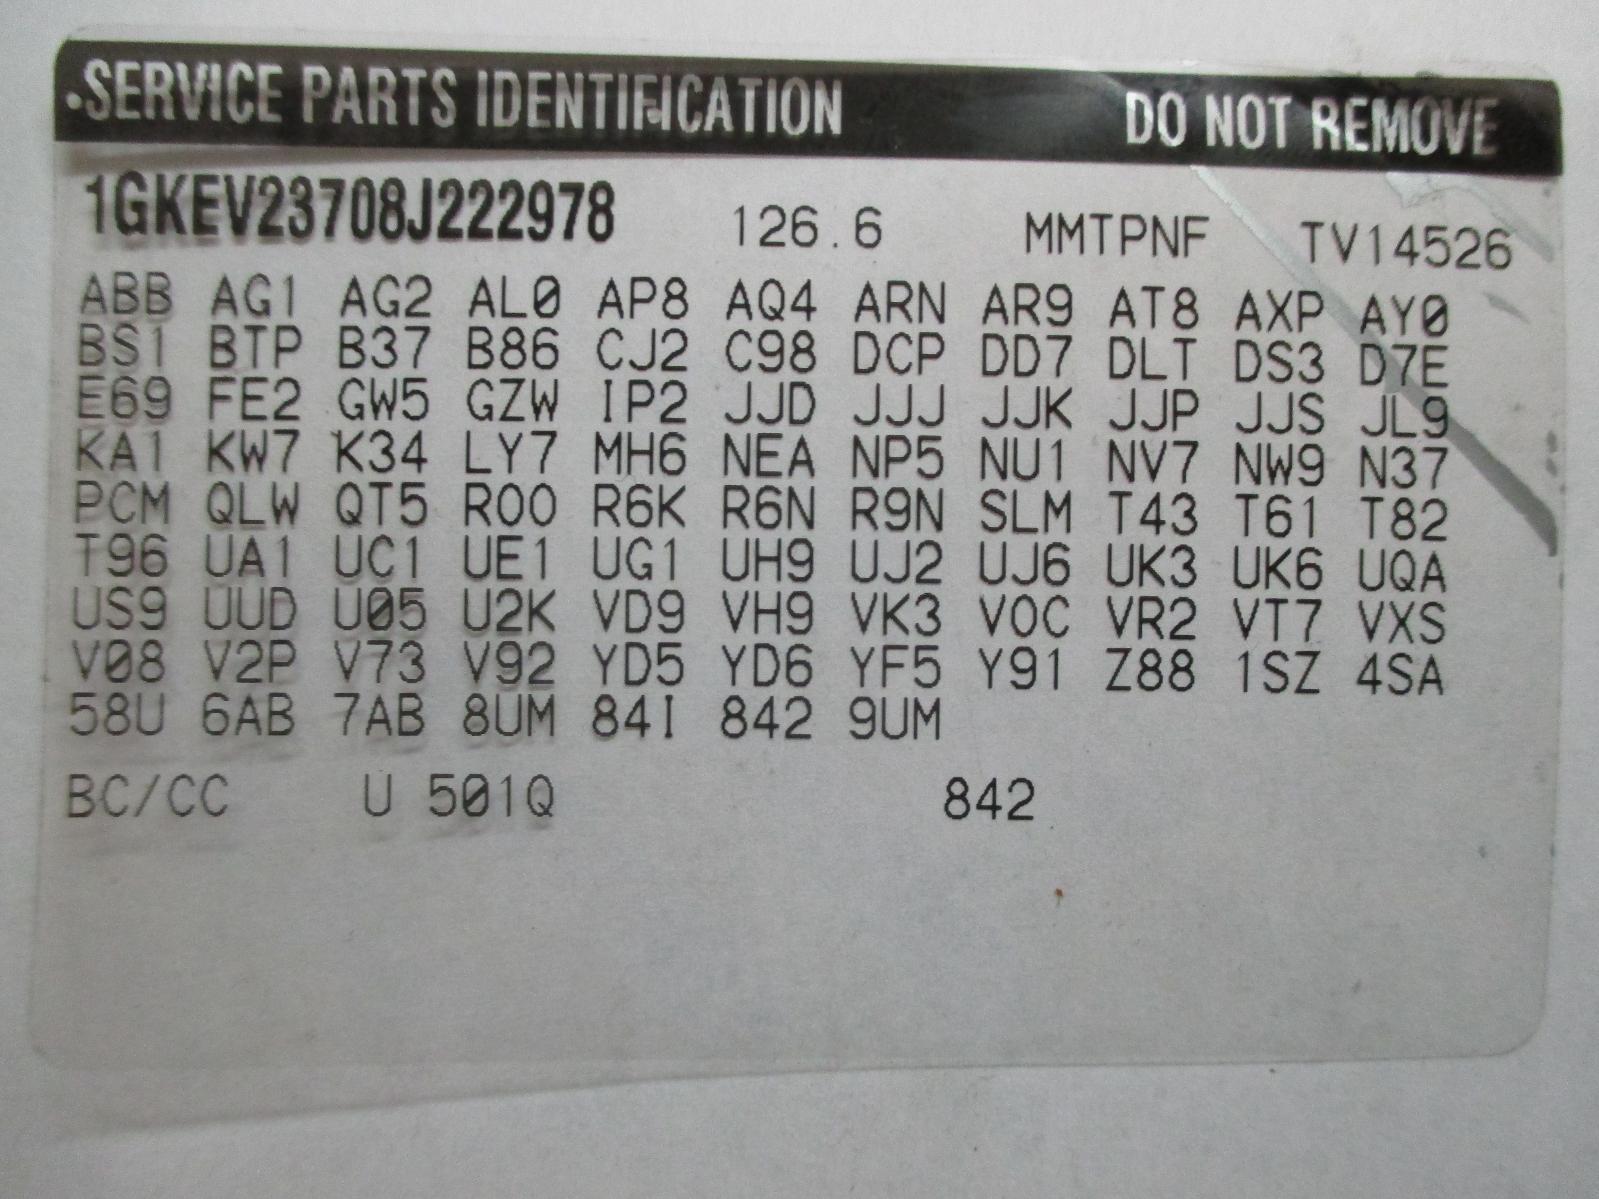 SERVICE PARTS IDENTIFICATION DO NOT REMOVE
1GKEV23708J222978 126.6 MMTPNF TV14526
ABB AG1 AG2 AL0 AP8 AQ4 ARN AR9 AT8 AXP AY0
BS1 BTP B37 B86 CJ2 C98 DCP DD7 DLT DS3 D7E
E69 FE2 GW5 GZW IP2 JJD JJJ JJK JJP JJS JL9
KA1 KW7 K34 LY7 MH6 NEA NP5 NU1 NV7 NW9 N37
PCM QLW QT5 ROO R6K R6N R9N SLM T43 T61 T82
T96 UA1 UC1 UE1 UG1 UH9 UJ2 UJ6 UK3 UK6 UQA
US9 UUD U05 U2K VD9 VH9 VK3 VOC VR2 VT7 VXS
V08 V2P V73 V92 YD5 YD6 YF5 Y91 Z88 1SZ 4SA
58U 6AB 7AB 8UM 84I 842 9UM
BC/CC U 501Q 842